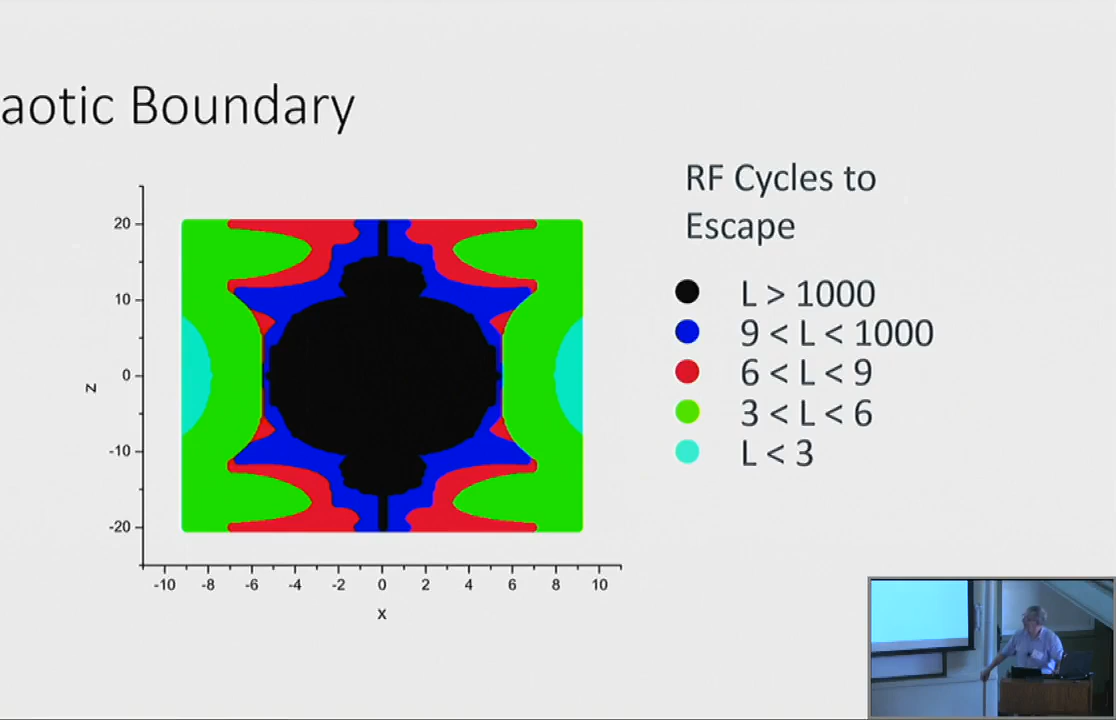 aotic Boundary
RF Cycles to
Escape
L > 1000
9 < L < 1000
6 < L < 9
3 < L < 6
L < 3
20
10
0
-10
-20
z
-10 -8 -6 -4 -2 0 2 4 6 8 10
x